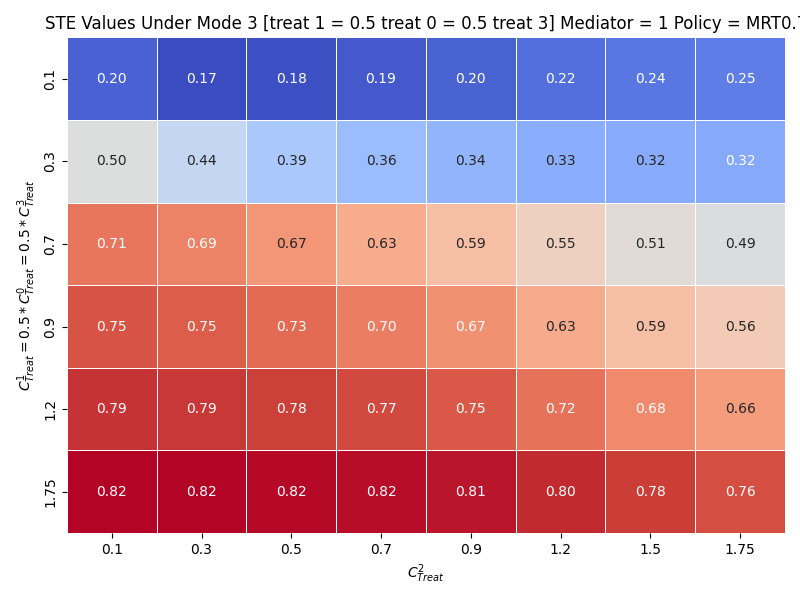 STE Values Under Mode 3 [treat 1 = 0.5 treat 0 = 0.5 treat 3] Mediator = 1 Policy = MRT0.
0.1 0.20 0.17 0.18 0.19 0.20 0.22 0.24 0.25
0.3 0.50 0.44 0.39 0.36 0.34 0.33 0.32 0.32
0.7 0.71 0.69 0.67 0.63 0.59 0.55 0.51 0.49
0.9 0.75 0.75 0.73 0.70 0.67 0.63 0.59 0.56
1.2 0.79 0.79 0.78 0.77 0.75 0.72 0.68 0.66
1.75 0.82 0.82 0.82 0.82 0.81 0.80 0.78 0.76
0.1 0.3 0.5 0.7 0.9 1.2 1.5 1.75
C^1_{Treat} = 0.5 * C^0_{Treat} = 0.5 * C^3_{Treat}
C^2_{Treat}